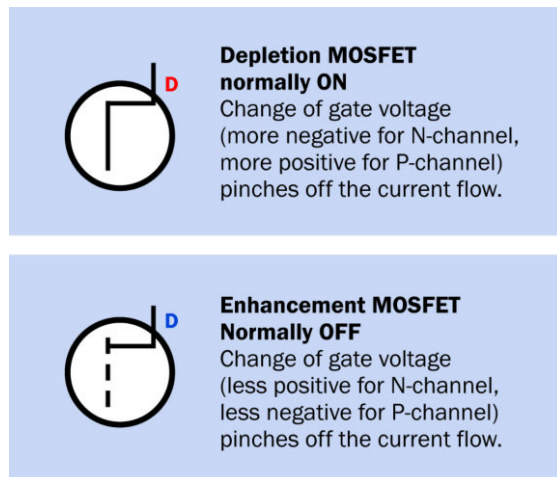 D
Depletion MOSFET
normally ON
Change of gate voltage
(more negative for N-channel,
more positive for P-channel)
pinches off the current flow.
D
Enhancement MOSFET
Normally OFF
Change of gate voltage
(less positive for N-channel,
less negative for P-channel)
pinches off the current flow.